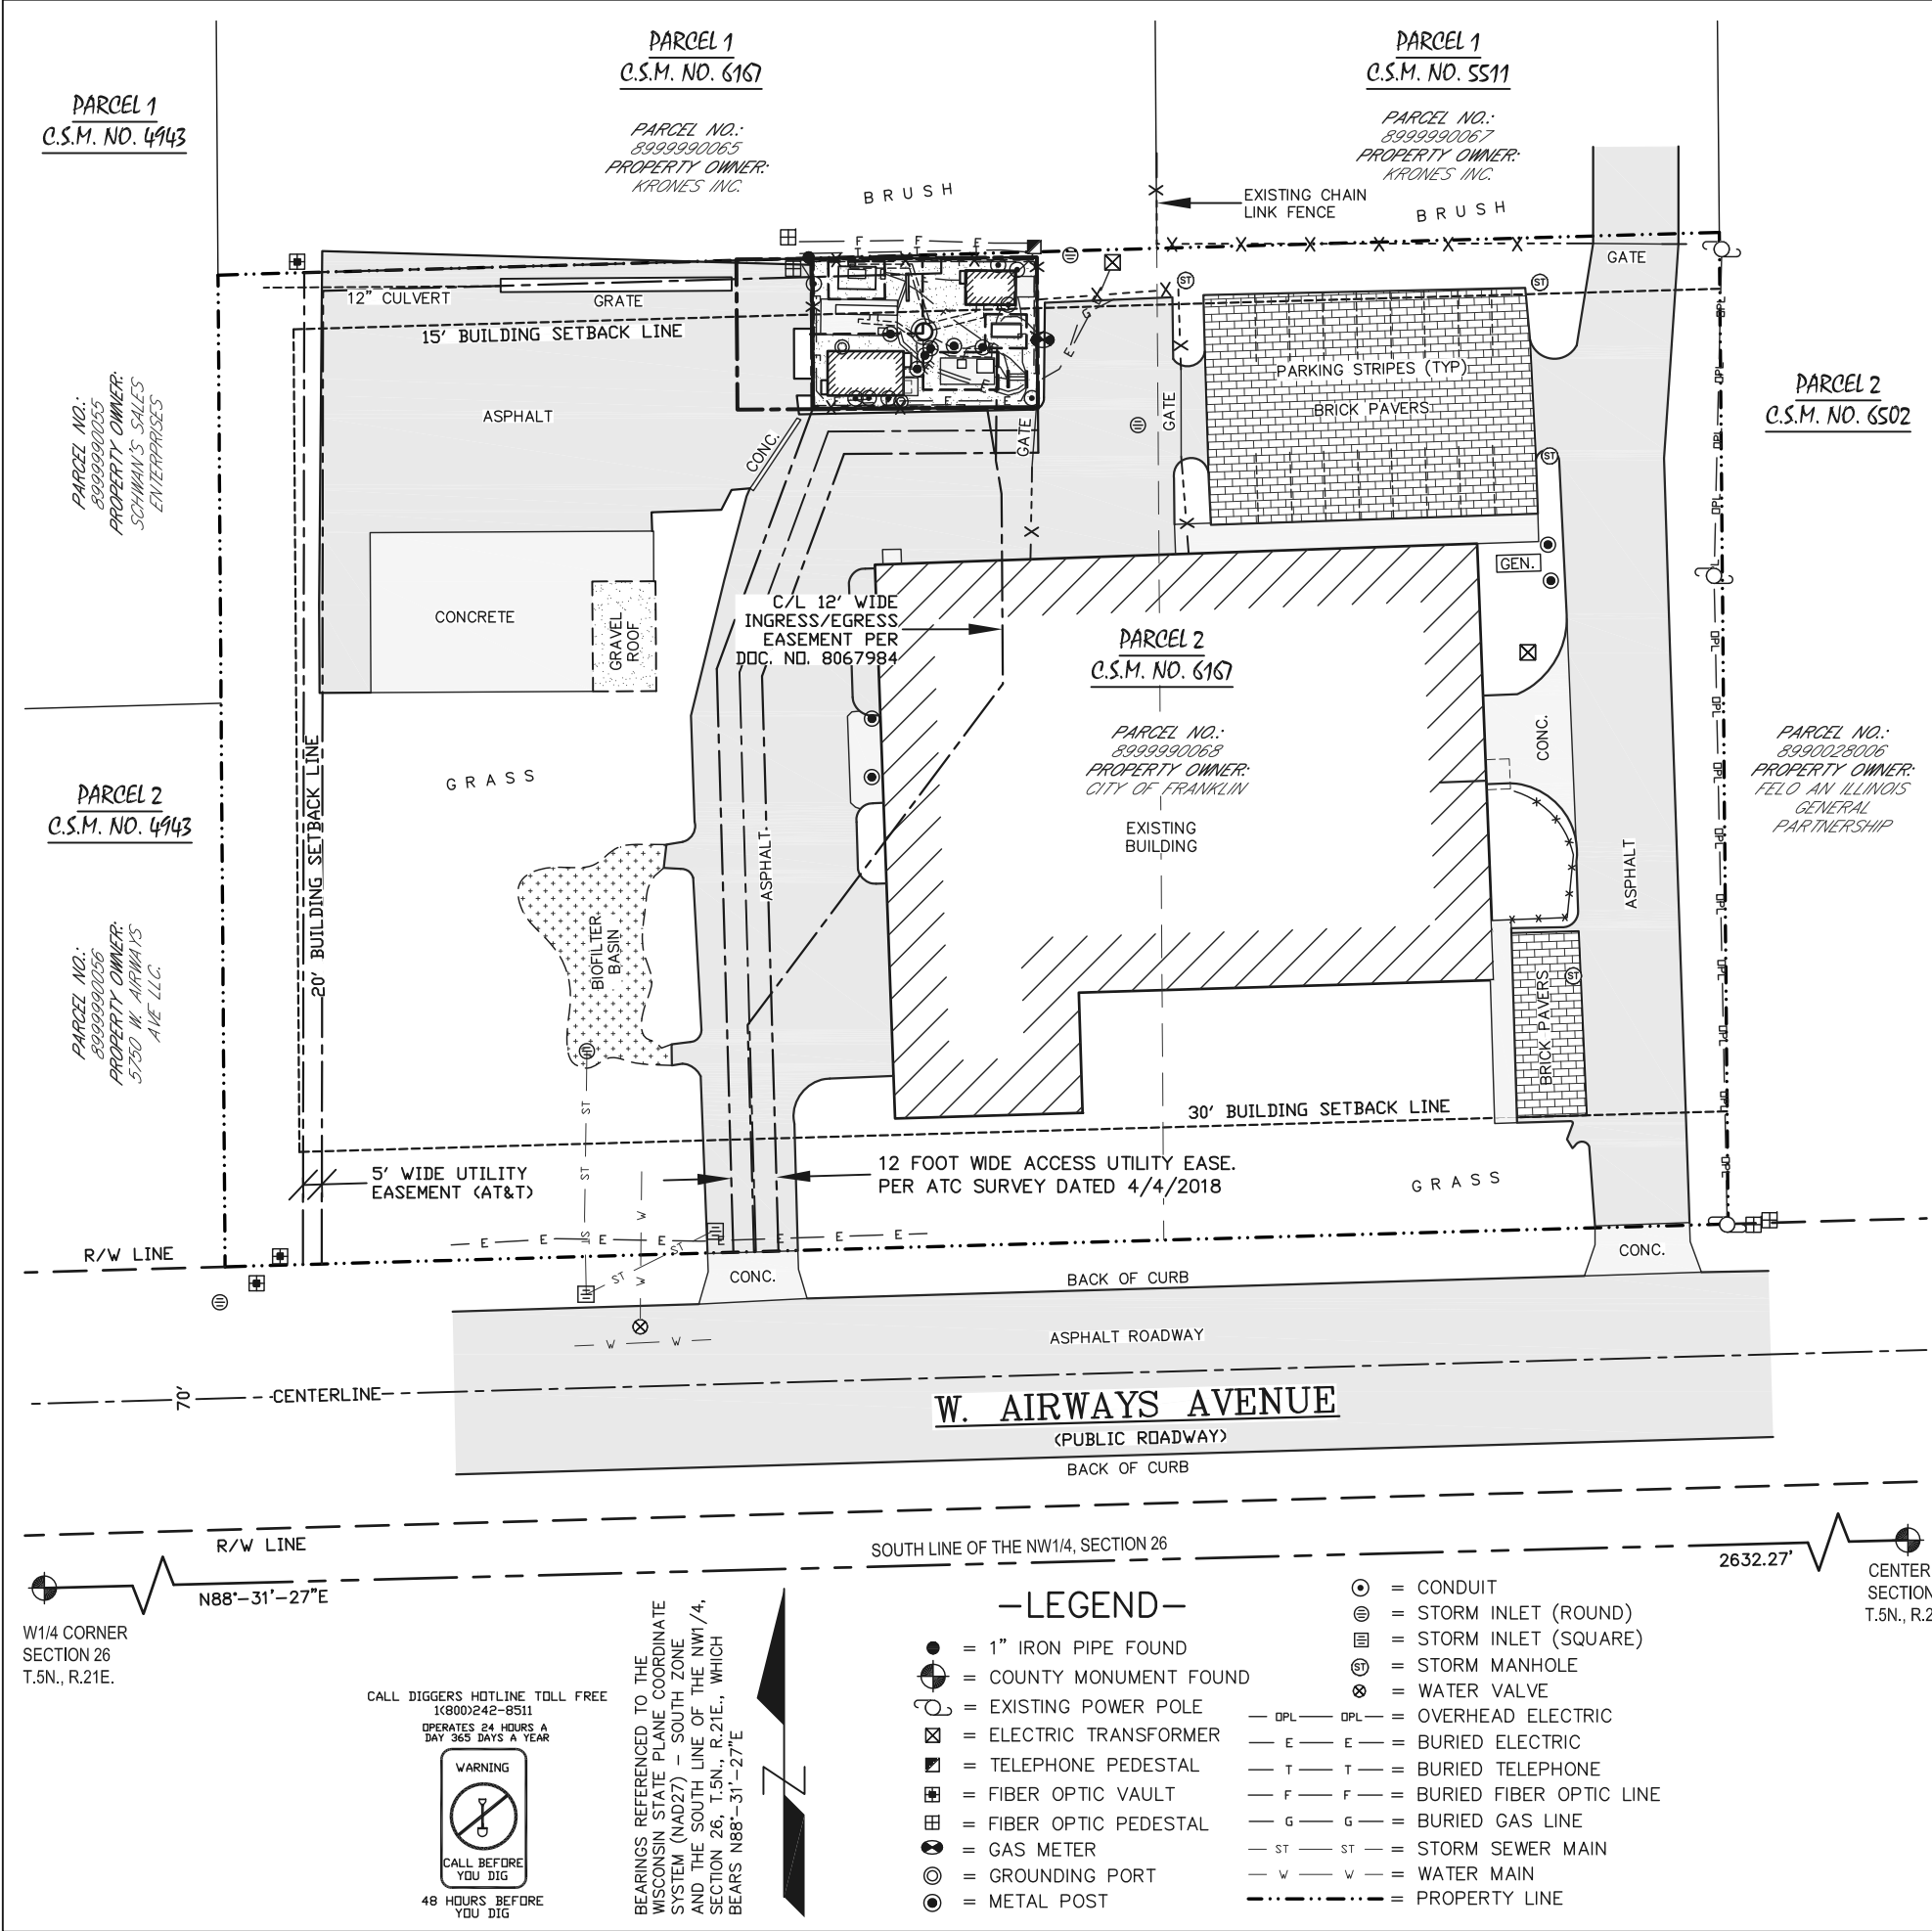 PARCEL 1
C.S.M. NO. 4943
PARCEL 1
C.S.M. NO. 6167
PARCEL NO.:
8999990065
PROPERTY OWNER:
KRONES INC.
BRUSH
PARCEL 1
C.S.M. NO. 5511
PARCEL NO.:
8999990067
PROPERTY OWNER:
KRONES INC.
BRUSH
EXISTING CHAIN
LINK FENCE
GATE
12" CULVERT
GRATE
15' BUILDING SETBACK LINE
ASPHALT
CONC.
GATE
GATE
PARKING STRIPES (TYP)
BRICK PAVERS
PARCEL 2
C.S.M. NO. 6502
PARCEL NO.:
8999990055
PROPERTY OWNER:
SCHWAN'S SALES
ENTERPRISES
CONCRETE
GRAVEL
ROOF
C/L 12' WIDE
INGRESS/EGRESS
EASEMENT PER
DOC. NO. 8067984
GEN.
PARCEL 2
C.S.M. NO. 6167
PARCEL NO.:
8999990068
PROPERTY OWNER:
CITY OF FRANKLIN
EXISTING
BUILDING
CONC.
PARCEL NO.:
8990028006
PROPERTY OWNER:
FELO AN ILLINOIS
GENERAL
PARTNERSHIP
GRASS
20' BUILDING SETBACK LINE
PARCEL 2
C.S.M. NO. 4943
PARCEL NO.:
8999990056
PROPERTY OWNER:
5750 W. AIRWAYS
AVE LLC.
ASPHALT
ASPHALT
BIOFILTER
BASIN
BRICK PAVERS
30' BUILDING SETBACK LINE
5' WIDE UTILITY
EASEMENT (AT&T)
12 FOOT WIDE ACCESS UTILITY EASE.
PER ATC SURVEY DATED 4/4/2018
GRASS
R/W LINE
CONC.
BACK OF CURB
CONC.
ASPHALT ROADWAY
70'
CENTERLINE
W. AIRWAYS AVENUE
(PUBLIC ROADWAY)
BACK OF CURB
R/W LINE
SOUTH LINE OF THE NW1/4, SECTION 26
N88°-31'-27"E
2632.27'
W1/4 CORNER
SECTION 26
T.5N., R.21E.
CENTER
SECTION
T.5N., R.2
CALL DIGGERS HOTLINE TOLL FREE
1(800)242-8511
OPERATES 24 HOURS A
DAY 365 DAYS A YEAR
WARNING
CALL BEFORE
YOU DIG
48 HOURS BEFORE
YOU DIG
BEARINGS REFERENCED TO THE
WISCONSIN STATE PLANE COORDINATE
SYSTEM (NAD27) – SOUTH ZONE
AND THE SOUTH LINE OF THE NW1/4,
SECTION 26, T.5N., R.21E., WHICH
BEARS N88°-31'-27"E
—LEGEND—
= 1" IRON PIPE FOUND
= COUNTY MONUMENT FOUND
= EXISTING POWER POLE
= ELECTRIC TRANSFORMER
= TELEPHONE PEDESTAL
= FIBER OPTIC VAULT
= FIBER OPTIC PEDESTAL
= GAS METER
= GROUNDING PORT
= METAL POST
= CONDUIT
= STORM INLET (ROUND)
= STORM INLET (SQUARE)
ST = STORM MANHOLE
= WATER VALVE
OPL OPL = OVERHEAD ELECTRIC
E E = BURIED ELECTRIC
T T = BURIED TELEPHONE
F F = BURIED FIBER OPTIC LINE
G G = BURIED GAS LINE
ST ST = STORM SEWER MAIN
W W = WATER MAIN
= PROPERTY LINE